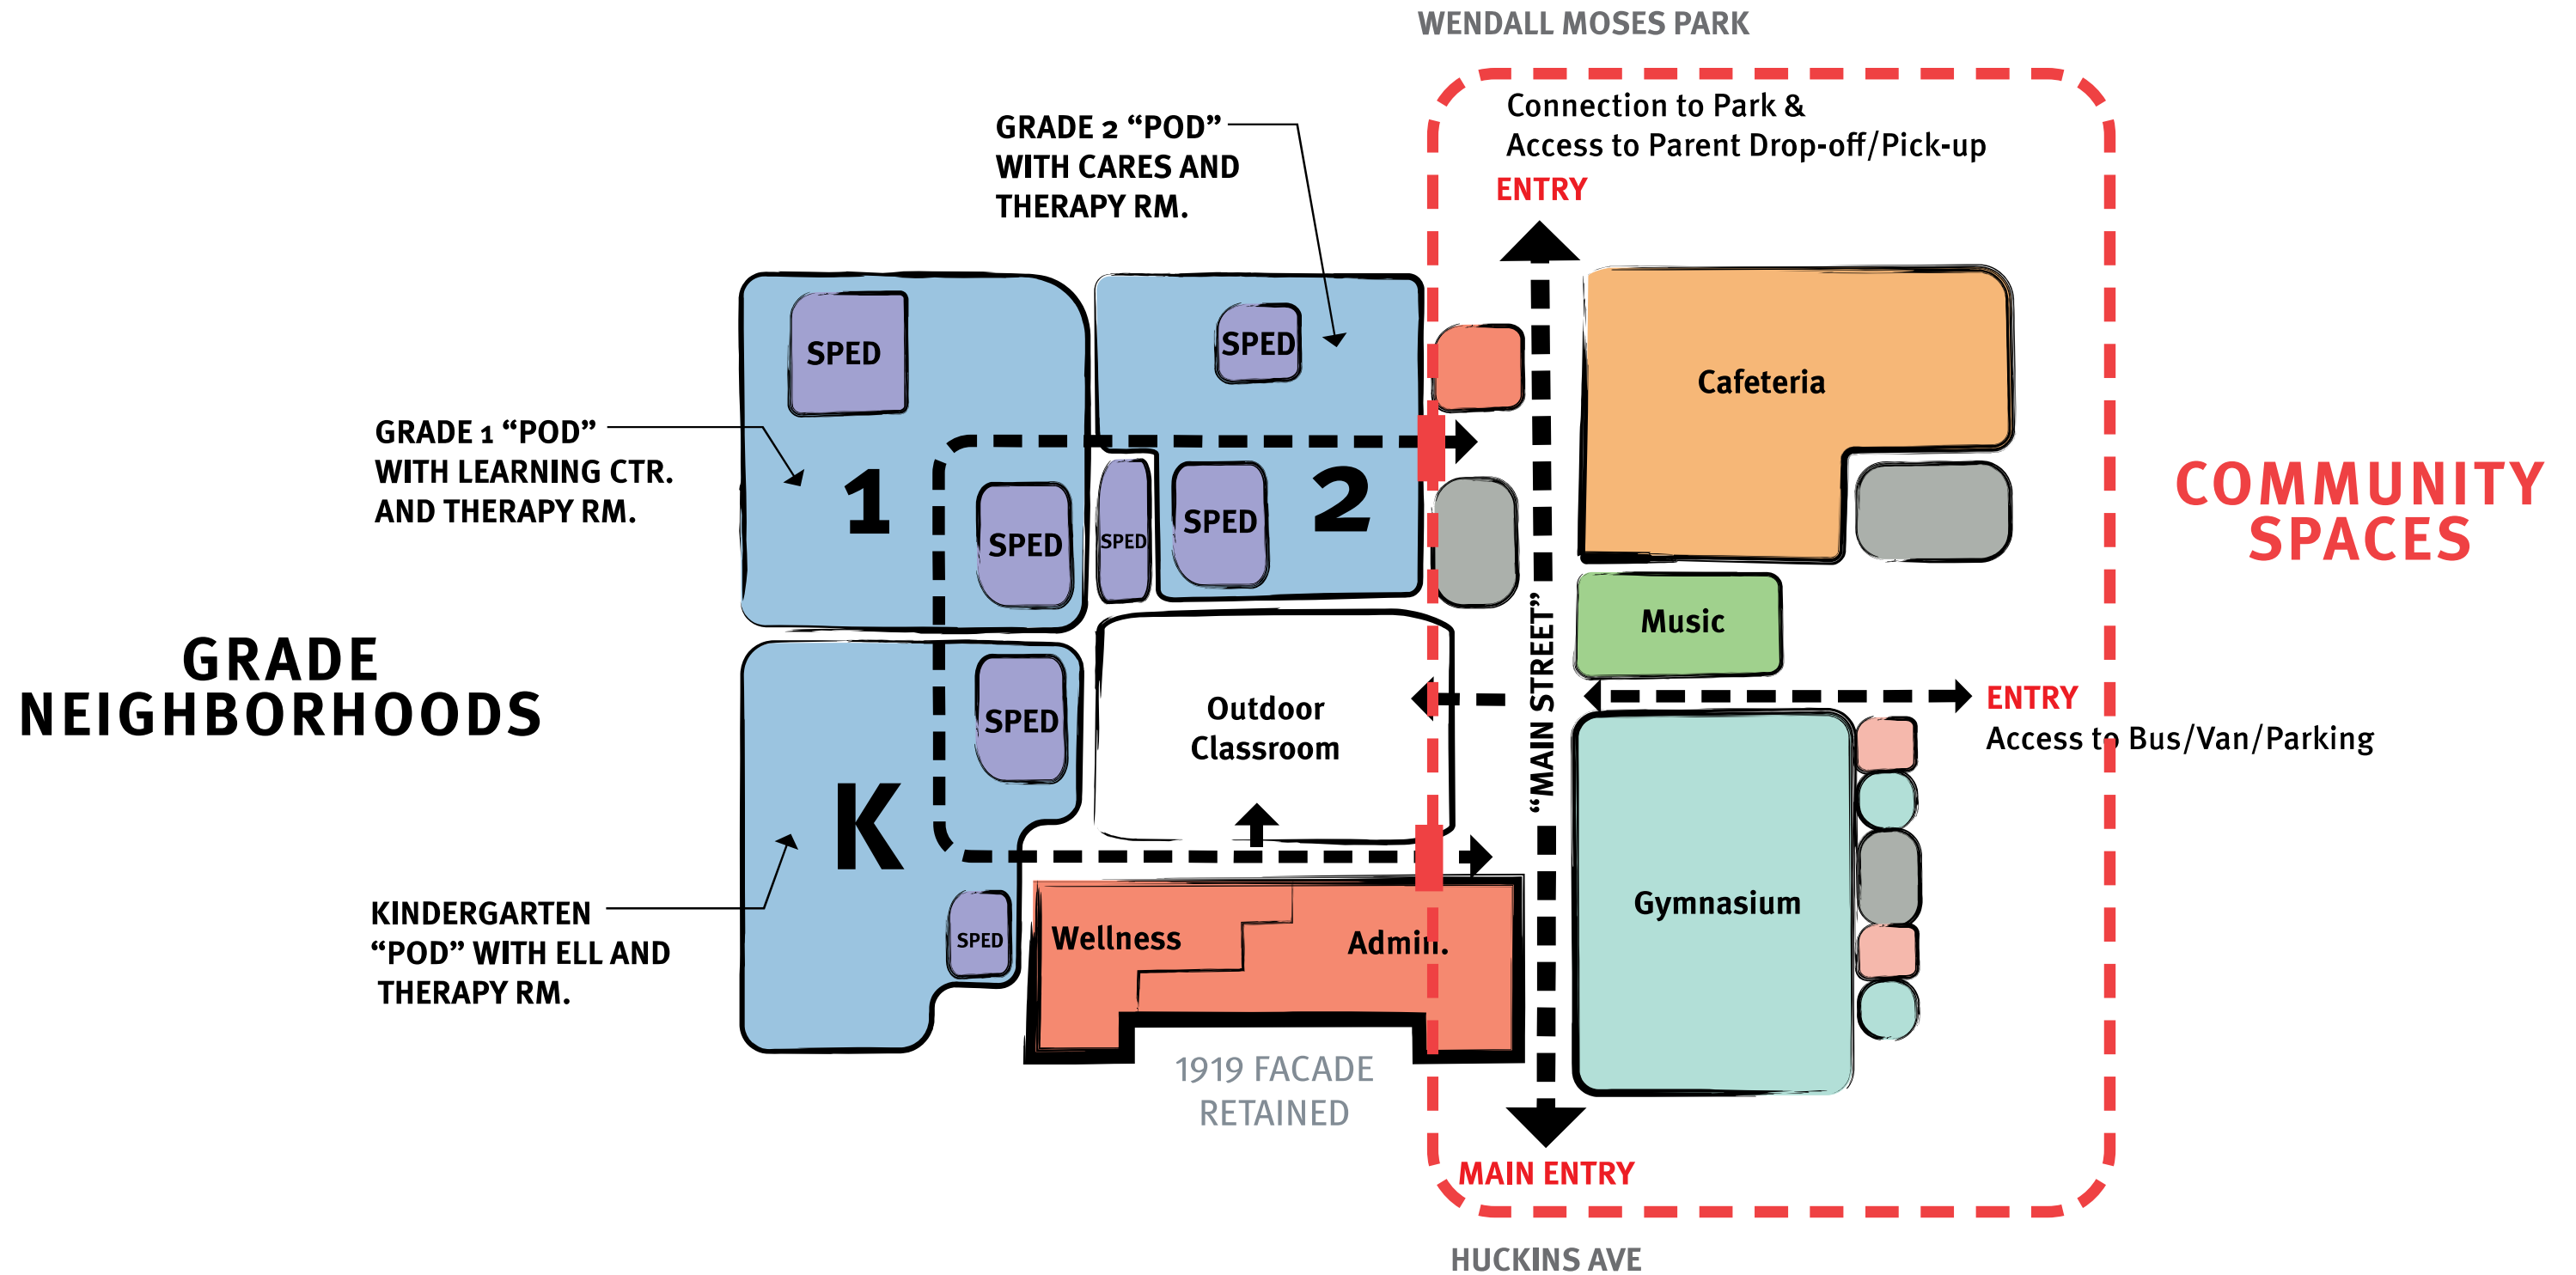 WENDALL MOSES PARK
Connection to Park &
Access to Parent Drop-off/Pick-up
ENTRY
GRADE 2 “POD”
WITH CARES AND
THERAPY RM.
SPED
SPED
Cafeteria
GRADE 1 “POD”
WITH LEARNING CTR.
AND THERAPY RM.
1
2
SPED
SPED
SPED
COMMUNITY
SPACES
Music
“MAIN STREET”
GRADE
NEIGHBORHOODS
SPED
Outdoor
Classroom
ENTRY
Access to Bus/Van/Parking
K
KINDERGARTEN
“POD” WITH ELL AND
THERAPY RM.
SPED
Wellness
Admin.
Gymnasium
1919 FACADE
RETAINED
MAIN ENTRY
HUCKINS AVE